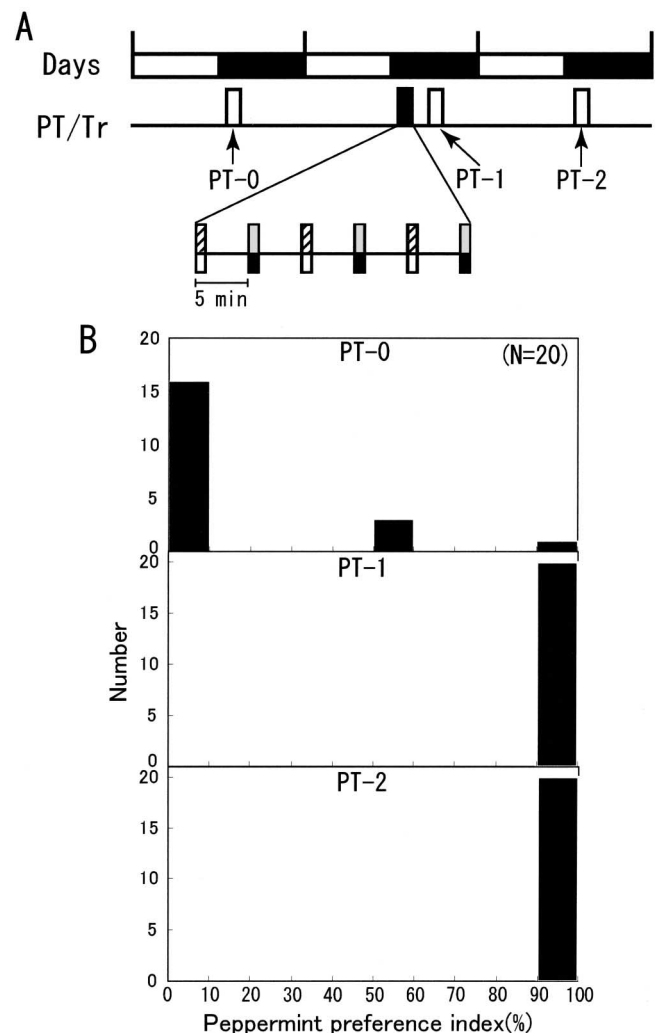 A
Days
PT/Tr
PT-0
PT-1
PT-2
5 min
B
PT-0
(N=20)
20
15
10
5
0
PT-1
20
15
10
5
0
PT-2
20
15
10
5
0
Number
0 10 20 30 40 50 60 70 80 90 100
Peppermint preference index(%)